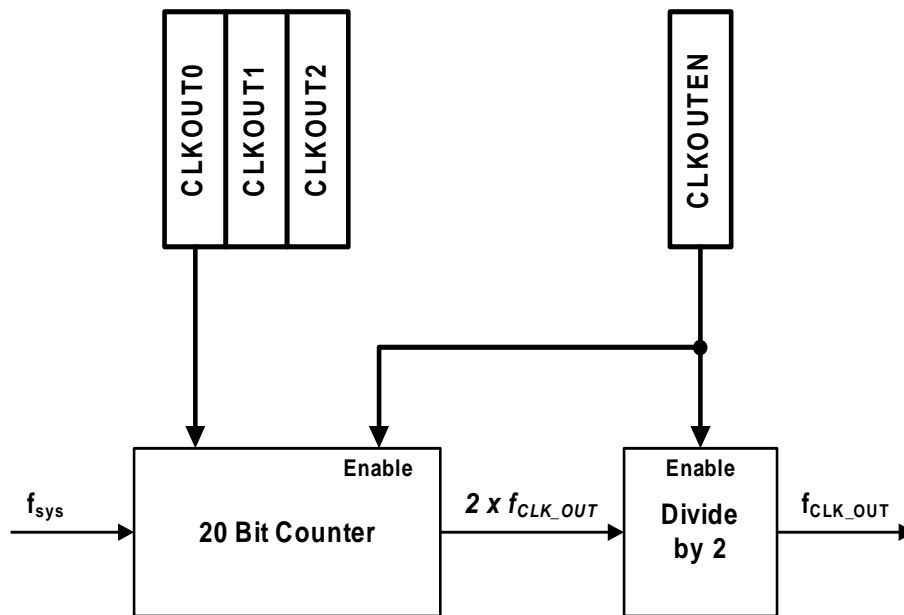 CLKOUT0
CLKOUT1
CLKOUT2
CLKOUTEN
Enable
Enable
fsys
20 Bit Counter
2 x fCLK_OUT
Divide
by 2
fCLK_OUT